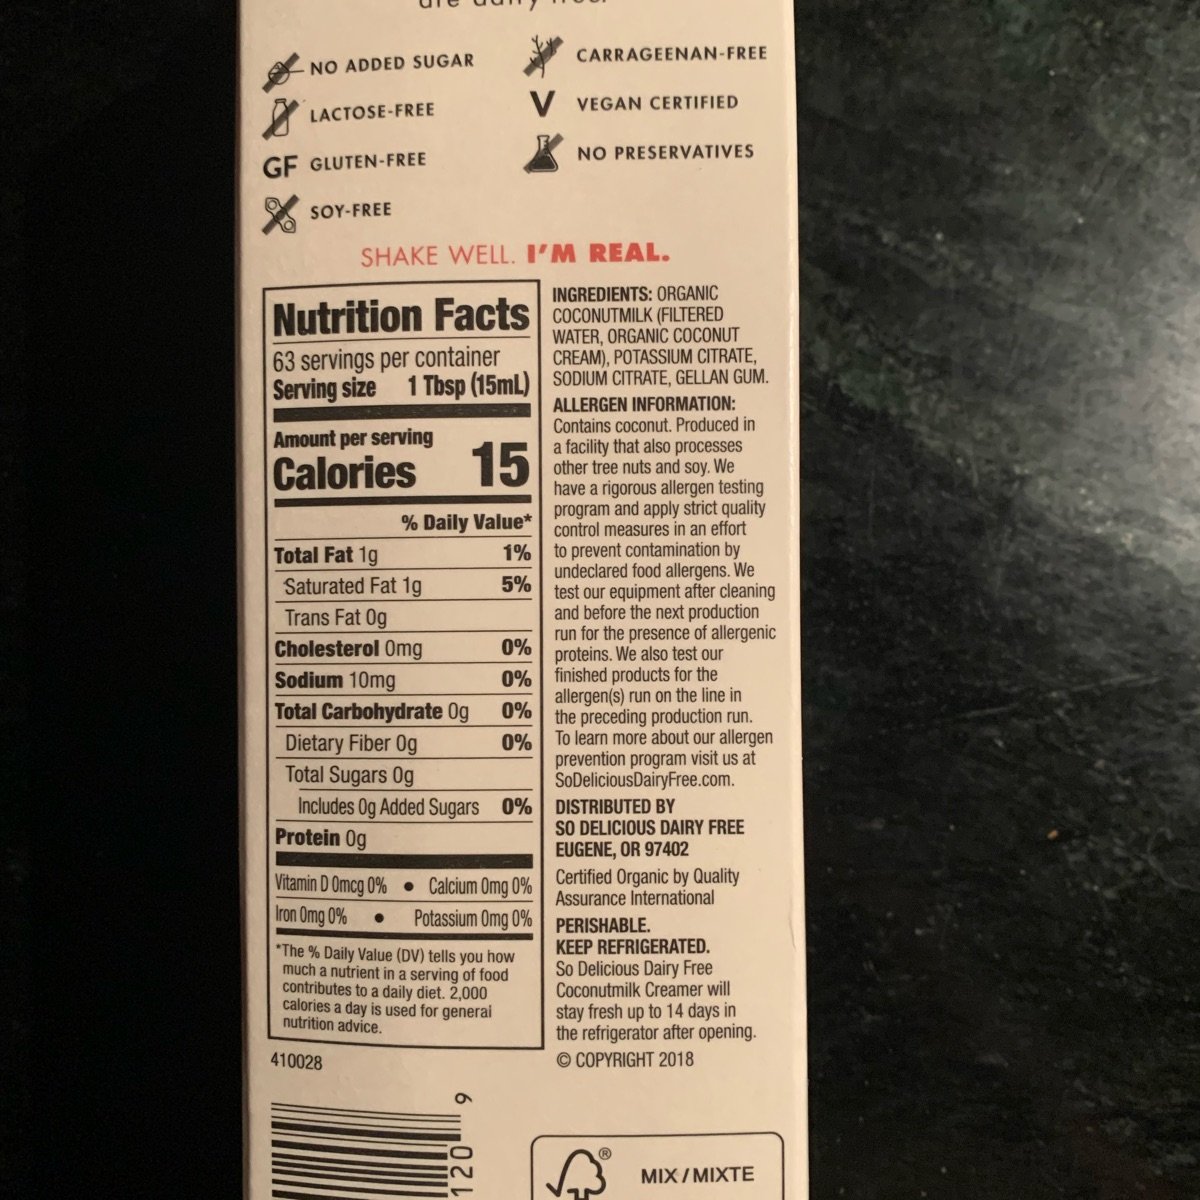 are dairy free.
NO ADDED SUGAR
LACTOSE-FREE
GF GLUTEN-FREE
SOY-FREE
CARRAGEENAN-FREE
V VEGAN CERTIFIED
NO PRESERVATIVES
SHAKE WELL. I'M REAL.
Nutrition Facts
63 servings per container
Serving size 1 Tbsp (15mL)
Amount per serving
Calories 15
% Daily Value*
Total Fat 1g 1%
Saturated Fat 1g 5%
Trans Fat 0g
Cholesterol 0mg 0%
Sodium 10mg 0%
Total Carbohydrate 0g 0%
Dietary Fiber 0g 0%
Total Sugars 0g
Includes 0g Added Sugars 0%
Protein 0g
Vitamin D 0mcg 0% • Calcium 0mg 0%
Iron 0mg 0% • Potassium 0mg 0%
*The % Daily Value (DV) tells you how
much a nutrient in a serving of food
contributes to a daily diet. 2,000
calories a day is used for general
nutrition advice.
410028
INGREDIENTS: ORGANIC
COCONUTMILK (FILTERED
WATER, ORGANIC COCONUT
CREAM), POTASSIUM CITRATE,
SODIUM CITRATE, GELLAN GUM.
ALLERGEN INFORMATION:
Contains coconut. Produced in
a facility that also processes
other tree nuts and soy. We
have a rigorous allergen testing
program and apply strict quality
control measures in an effort
to prevent contamination by
undeclared food allergens. We
test our equipment after cleaning
and before the next production
run for the presence of allergenic
proteins. We also test our
finished products for the
allergen(s) run on the line in
the preceding production run.
To learn more about our allergen
prevention program visit us at
SoDeliciousDairyFree.com.
DISTRIBUTED BY
SO DELICIOUS DAIRY FREE
EUGENE, OR 97402
Certified Organic by Quality
Assurance International
PERISHABLE.
KEEP REFRIGERATED.
So Delicious Dairy Free
Coconutmilk Creamer will
stay fresh up to 14 days in
the refrigerator after opening.
© COPYRIGHT 2018
9
120
®
MIX / MIXTE